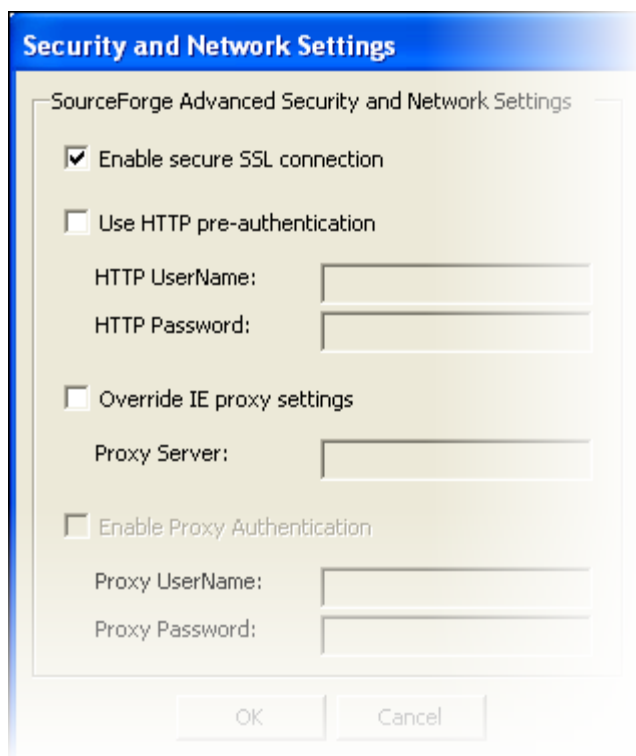 Security and Network Settings
SourceForge Advanced Security and Network Settings
Enable secure SSL connection
Use HTTP pre-authentication
HTTP UserName:
HTTP Password:
Override IE proxy settings
Proxy Server:
Enable Proxy Authentication
Proxy UserName:
Proxy Password:
OK Cancel